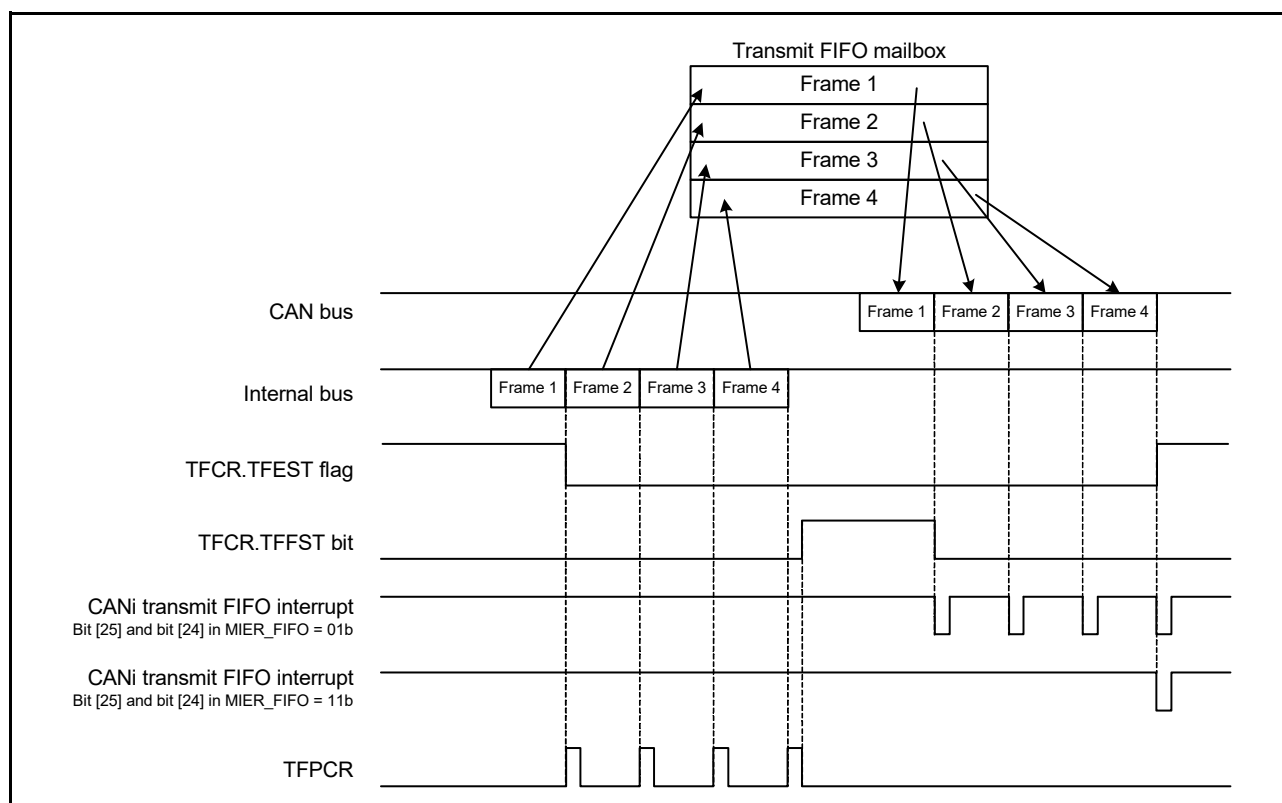 Transmit FIFO mailbox
Frame 1
Frame 2
Frame 3
Frame 4
CAN bus
Frame 1 Frame 2 Frame 3 Frame 4
Internal bus
Frame 1 Frame 2 Frame 3 Frame 4
TFCR.TFEST flag
TFCR.TFFST bit
CANi transmit FIFO interrupt
Bit [25] and bit [24] in MIER_FIFO = 01b
CANi transmit FIFO interrupt
Bit [25] and bit [24] in MIER_FIFO = 11b
TFPCR